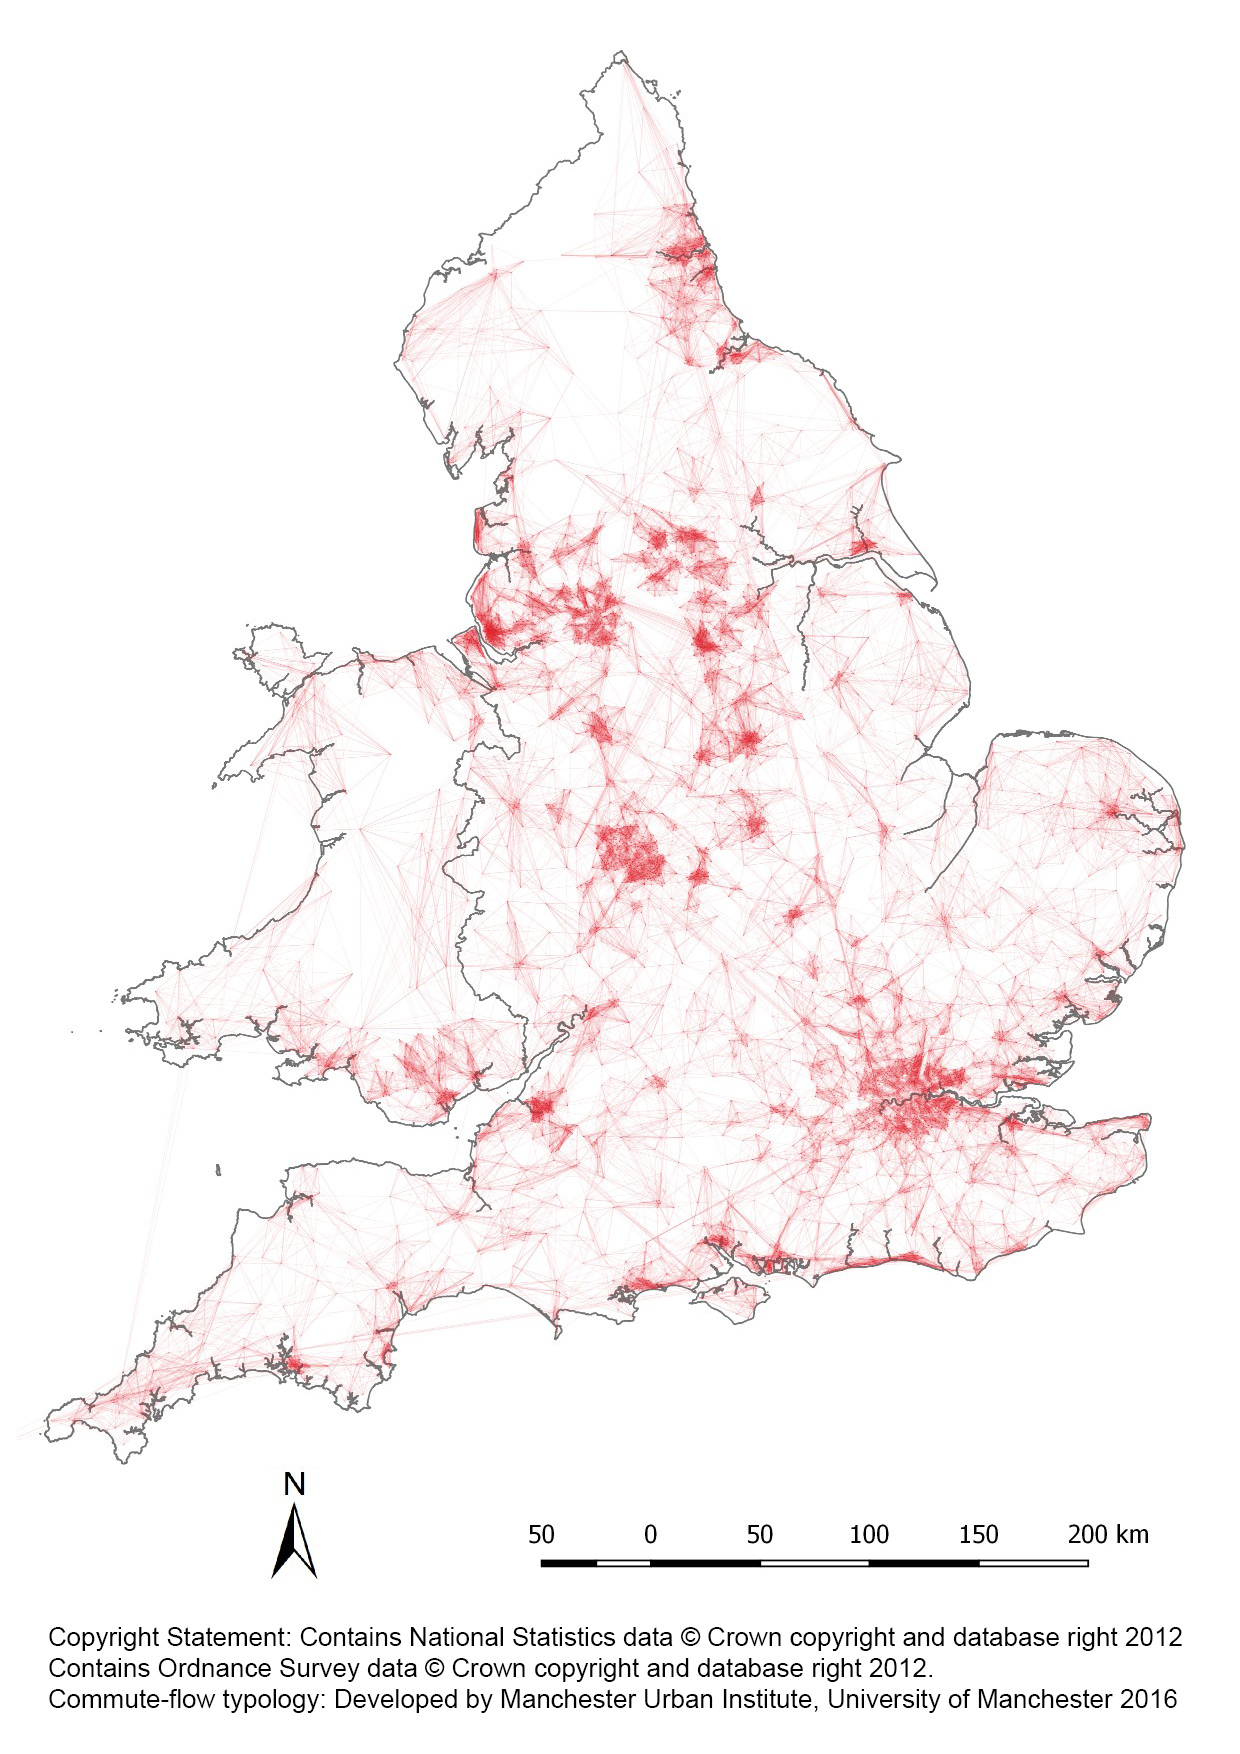 N
50 0 50 100 150 200 km
Copyright Statement: Contains National Statistics data © Crown copyright and database right 2012
Contains Ordnance Survey data © Crown copyright and database right 2012.
Commute-flow typology: Developed by Manchester Urban Institute, University of Manchester 2016